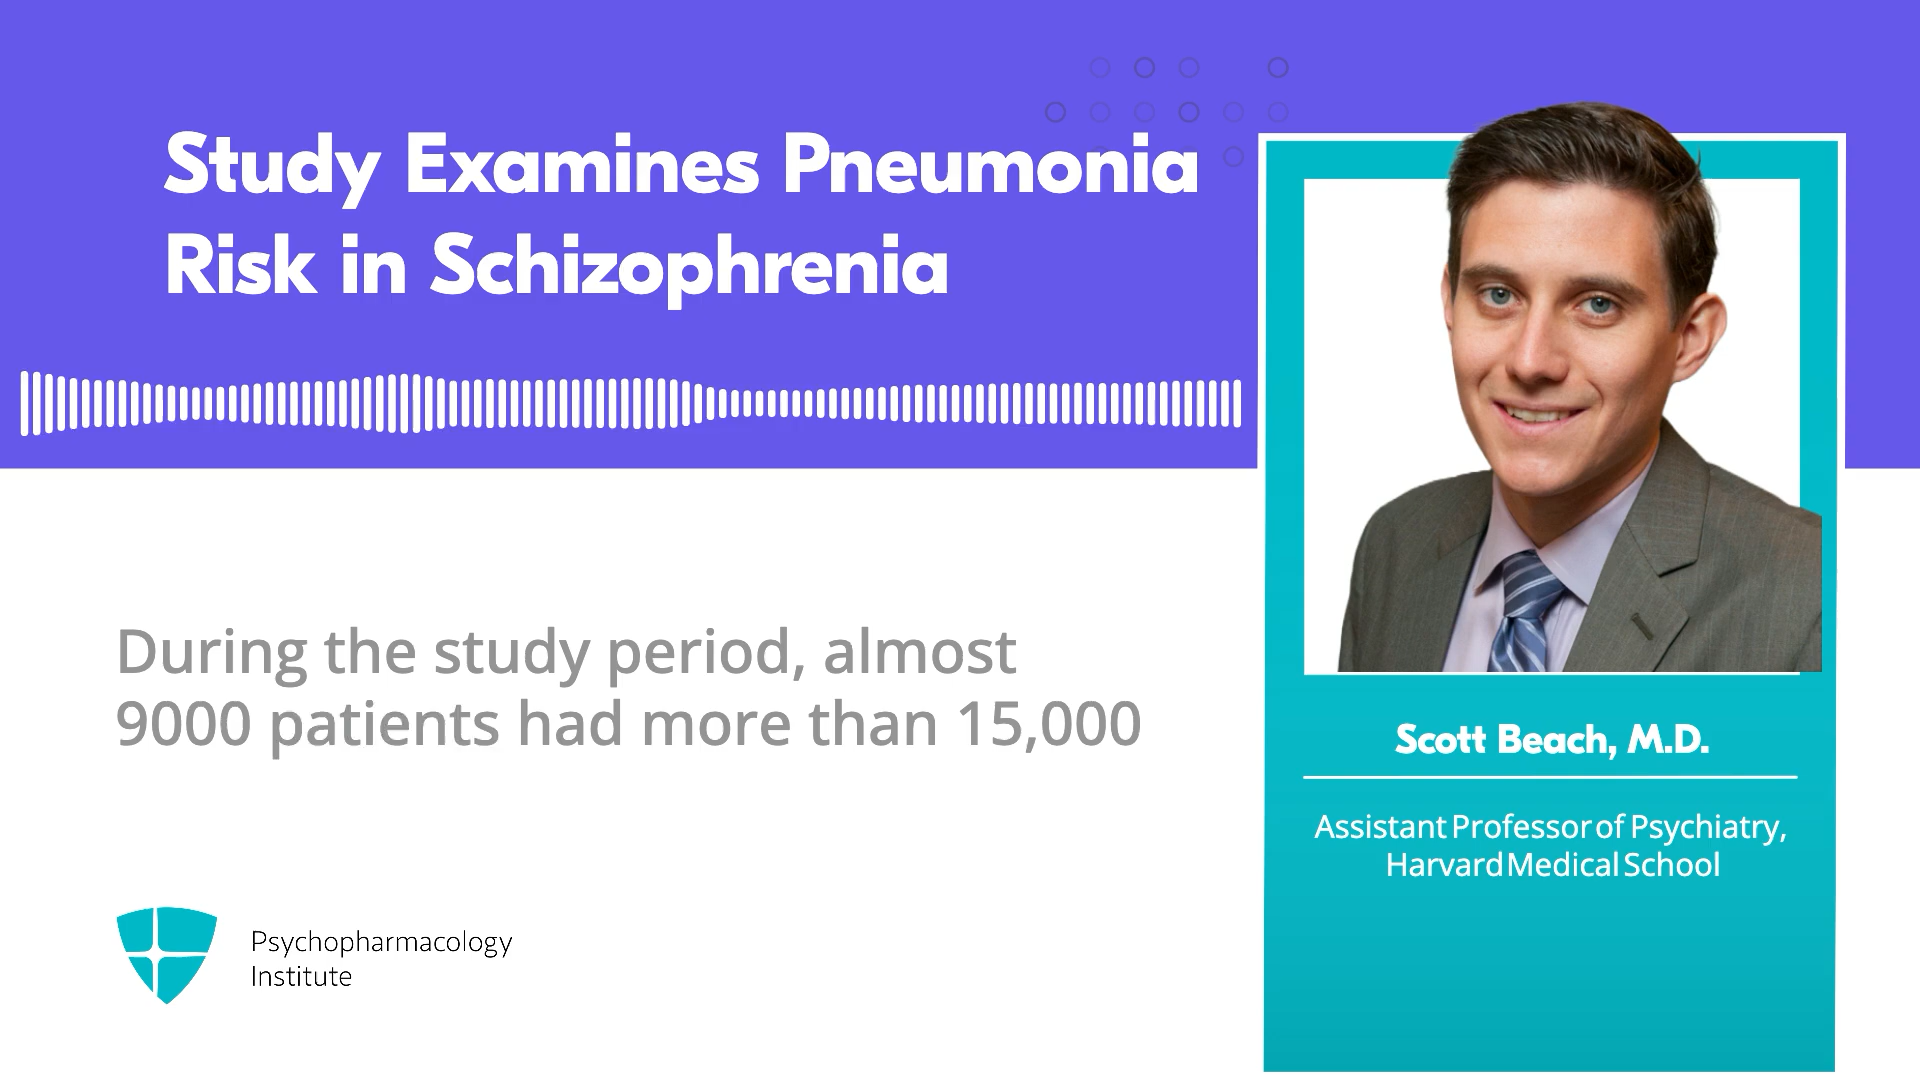 Study Examines Pneumonia
Risk in Schizophrenia
During the study period, almost
9000 patients had more than 15,000
Psychopharmacology
Institute
Scott Beach, M.D.
Assistant Professor of Psychiatry,
Harvard Medical School